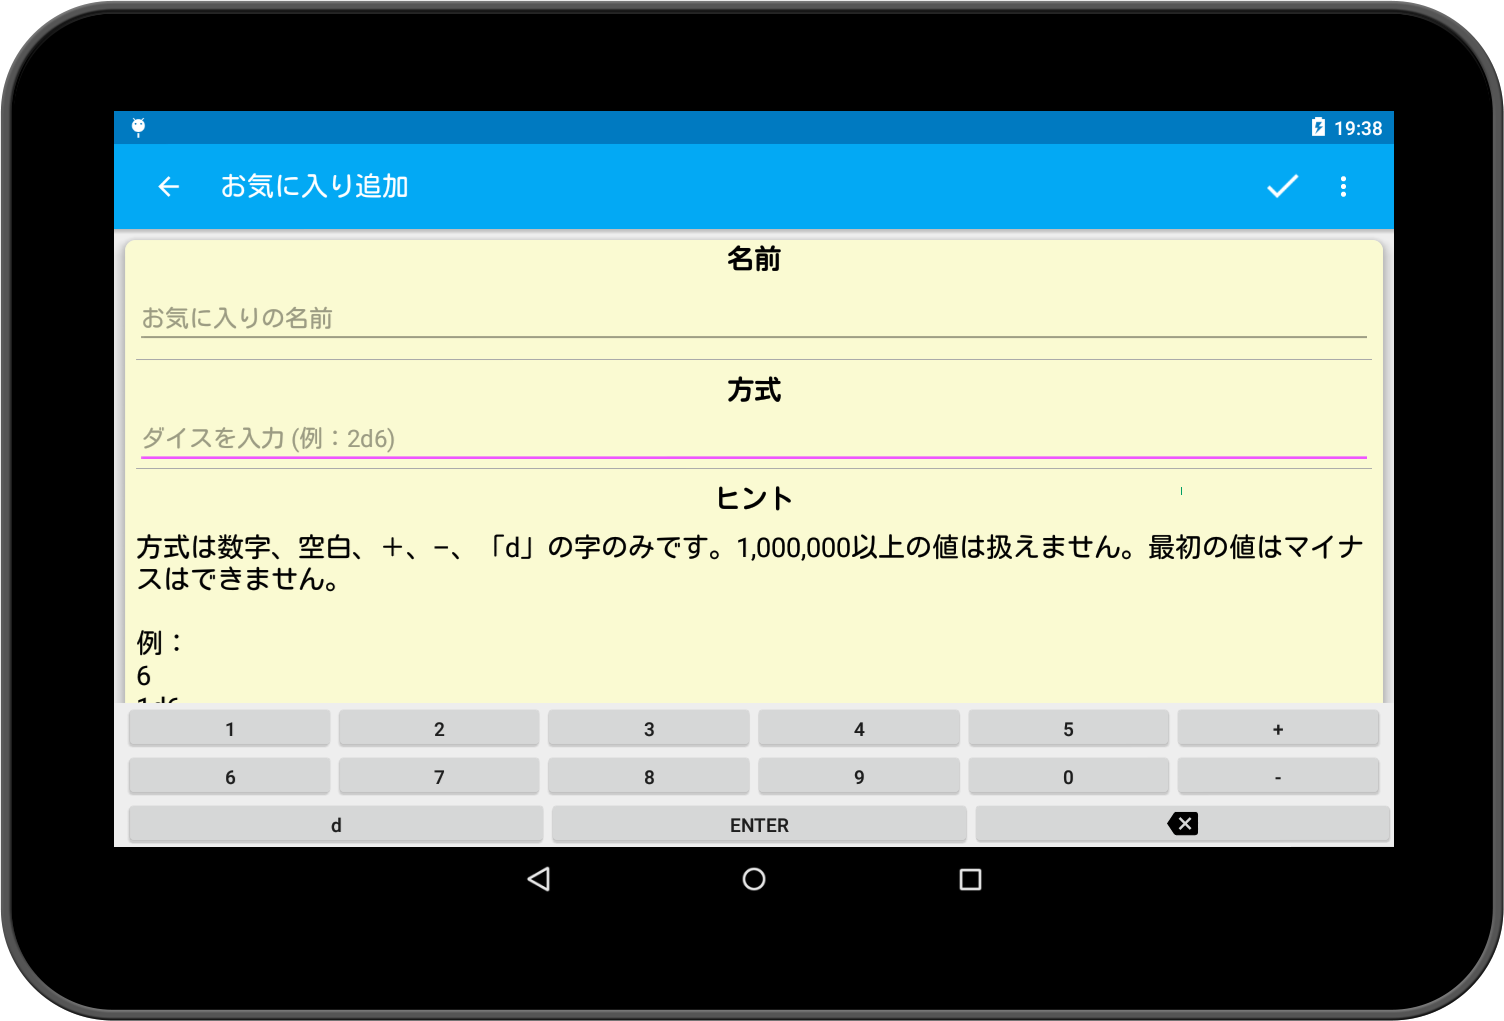 19:38
お気に入り追加
名前
お気に入りの名前
方式
ダイスを入力 (例：2d6)
ヒント
方式は数字、空白、＋、−、「d」の字のみです。1,000,000以上の値は扱えません。最初の値はマイナ
スはできません。
例：
6
1d6
1 2 3 4 5 +
6 7 8 9 0 -
d ENTER